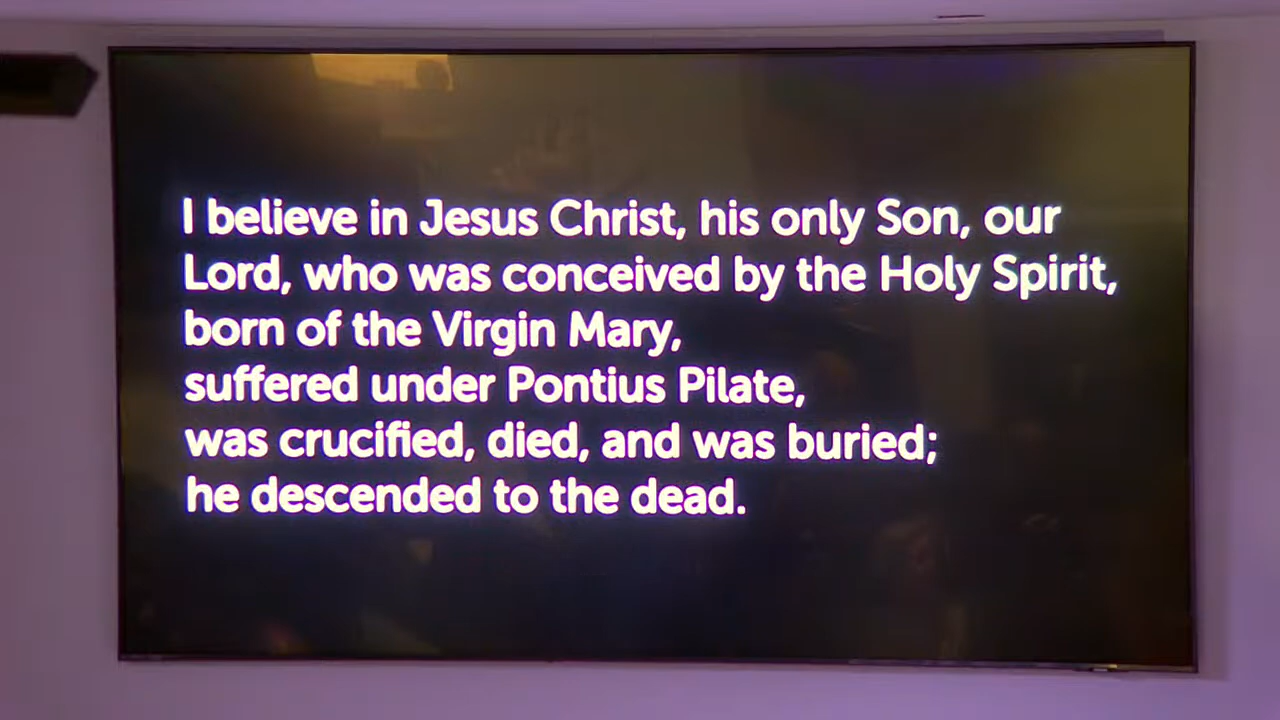 I believe in Jesus Christ, his only Son, our
Lord, who was conceived by the Holy Spirit,
born of the Virgin Mary,
suffered under Pontius Pilate,
was crucified, died, and was buried;
he descended to the dead.